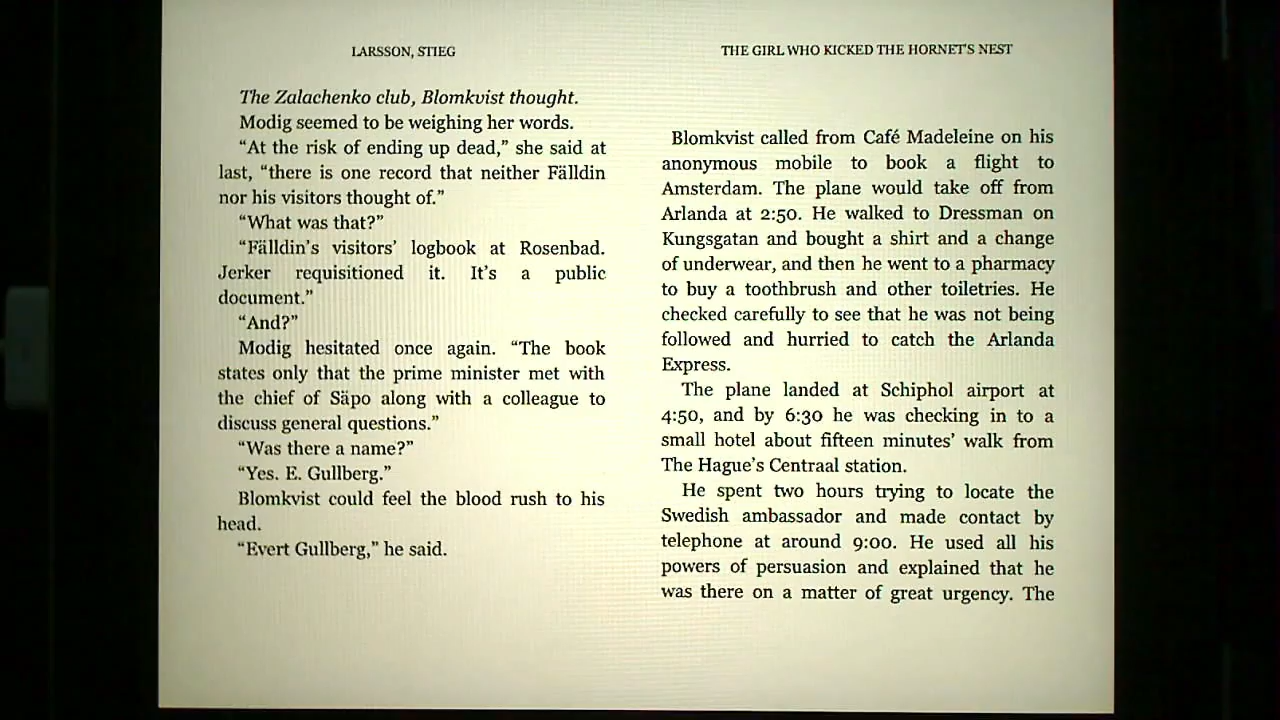 LARSSON, STIEG
The Zalachenko club, Blomkvist thought.
Modig seemed to be weighing her words.
“At the risk of ending up dead,” she said at
last, “there is one record that neither Fälldin
nor his visitors thought of.”
“What was that?”
“Fälldin’s visitors’ logbook at Rosenbad.
Jerker requisitioned it. It’s a public
document.”
“And?”
Modig hesitated once again. “The book
states only that the prime minister met with
the chief of Säpo along with a colleague to
discuss general questions.”
“Was there a name?”
“Yes. E. Gullberg.”
Blomkvist could feel the blood rush to his
head.
“Evert Gullberg,” he said.
THE GIRL WHO KICKED THE HORNET'S NEST
Blomkvist called from Café Madeleine on his
anonymous mobile to book a flight to
Amsterdam. The plane would take off from
Arlanda at 2:50. He walked to Dressman on
Kungsgatan and bought a shirt and a change
of underwear, and then he went to a pharmacy
to buy a toothbrush and other toiletries. He
checked carefully to see that he was not being
followed and hurried to catch the Arlanda
Express.
The plane landed at Schiphol airport at
4:50, and by 6:30 he was checking in to a
small hotel about fifteen minutes’ walk from
The Hague’s Centraal station.
He spent two hours trying to locate the
Swedish ambassador and made contact by
telephone at around 9:00. He used all his
powers of persuasion and explained that he
was there on a matter of great urgency. The